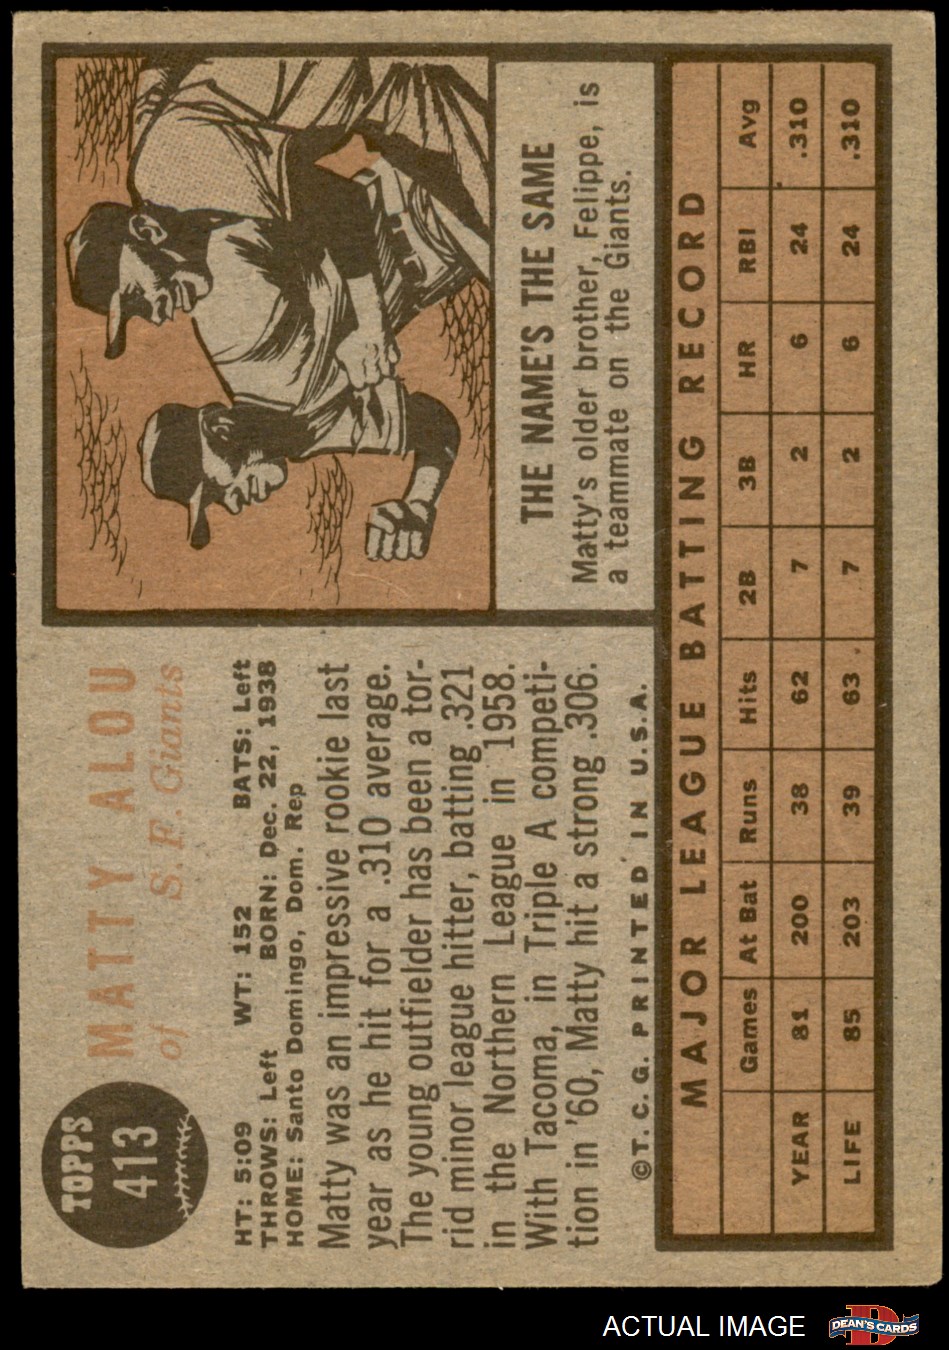 TOPPS
413
MATTY ALOU
of S. F. Giants
HT: 5:09 WT: 152 BATS: Left
THROWS: Left BORN: Dec. 22, 1938
HOME: Santo Domingo, Dom. Rep
Matty was an impressive rookie last
year as he hit for a .310 average.
The young outfielder has been a tor-
rid minor league hitter, batting .321
in the Northern League in 1958.
With Tacoma, in Triple A competi-
tion in '60, Matty hit a strong .306.
©T. C. G. PRINTED IN U.S.A.
THE NAME'S THE SAME
Matty's older brother, Felippe, is
a teammate on the Giants.
MAJOR LEAGUE BATTING RECORD
Games At Bat Runs Hits 2B 3B HR RBI Avg
YEAR 81 200 38 62 7 2 6 24 .310
LIFE 85 203 39 63 7 2 6 24 .310
ACTUAL IMAGE
D
DEAN'S CARDS